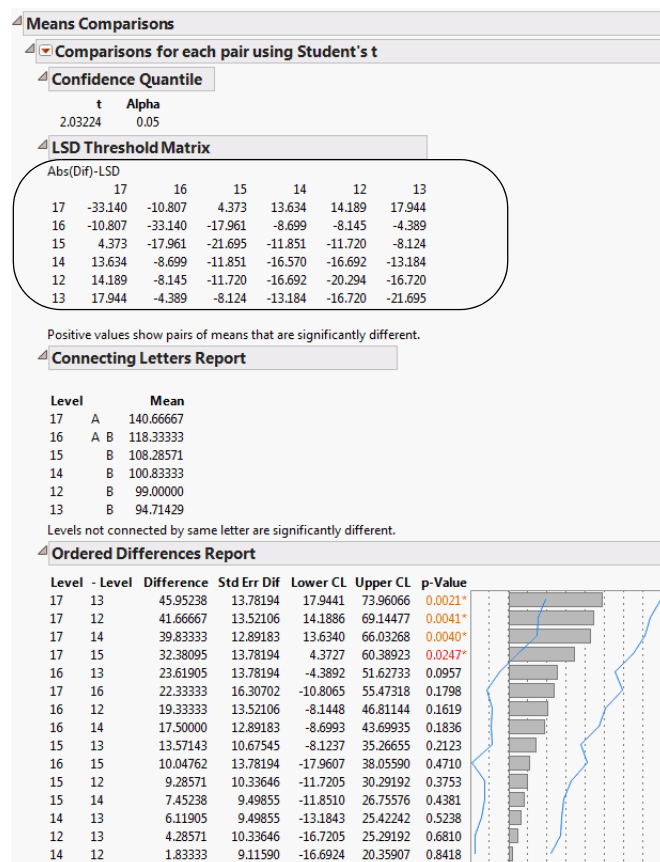 Means Comparisons
Comparisons for each pair using Student's t
Confidence Quantile
t Alpha
2.03224 0.05
LSD Threshold Matrix
Abs(Dif)-LSD
17 16 15 14 12 13
17 -33.140 -10.807 4.373 13.634 14.189 17.944
16 -10.807 -33.140 -17.961 -8.699 -8.145 -4.389
15 4.373 -17.961 -21.695 -11.851 -11.720 -8.124
14 13.634 -8.699 -11.851 -16.570 -16.692 -13.184
12 14.189 -8.145 -11.720 -16.692 -20.294 -16.720
13 17.944 -4.389 -8.124 -13.184 -16.720 -21.695
Positive values show pairs of means that are significantly different.
Connecting Letters Report
Level Mean
17 A 140.66667
16 A B 118.33333
15 B 108.28571
14 B 100.83333
12 B 99.00000
13 B 94.71429
Levels not connected by same letter are significantly different.
Ordered Differences Report
Level - Level Difference Std Err Dif Lower CL Upper CL p-Value
17 13 45.95238 13.78194 17.9441 73.96066 0.0021*
17 12 41.66667 13.52106 14.1886 69.14477 0.0041*
17 14 39.83333 12.89183 13.6340 66.03268 0.0040*
17 15 32.38095 13.78194 4.3727 60.38923 0.0247*
16 13 23.61905 13.78194 -4.3892 51.62733 0.0957
17 16 22.33333 16.30702 -10.8065 55.47318 0.1798
16 12 19.33333 13.52106 -8.1448 46.81144 0.1619
16 14 17.50000 12.89183 -8.6993 43.69935 0.1836
15 13 13.57143 10.67545 -8.1237 35.26655 0.2123
16 15 10.04762 13.78194 -17.9607 38.05590 0.4710
15 12 9.28571 10.33646 -11.7205 30.29192 0.3753
15 14 7.45238 9.49855 -11.8510 26.75576 0.4381
14 13 6.11905 9.49855 -13.1843 25.42242 0.5238
12 13 4.28571 10.33646 -16.7205 25.29192 0.6810
14 12 1.83333 9.11590 -16.6924 20.35907 0.8418